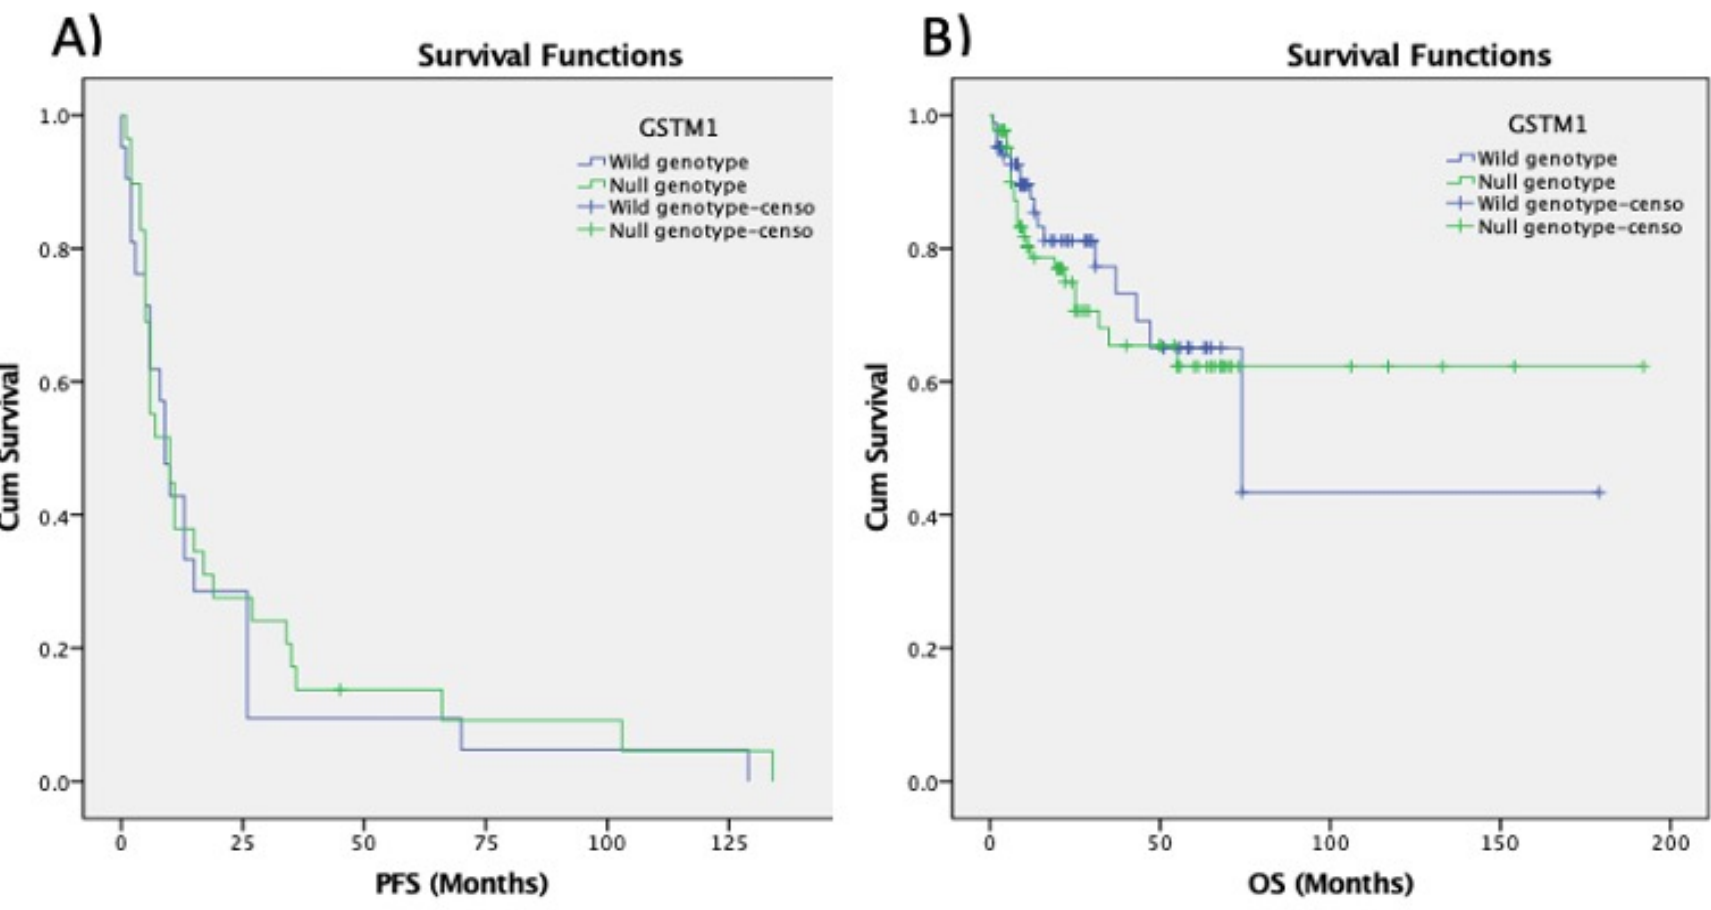 A)
Survival Functions
GSTM1
Wild genotype
Null genotype
Wild genotype-censo
Null genotype-censo
1.0
0.8
0.6
0.4
0.2
0.0
Cum Survival
0 25 50 75 100 125
PFS (Months)
B)
Survival Functions
GSTM1
Wild genotype
Null genotype
Wild genotype-censo
Null genotype-censo
1.0
0.8
0.6
0.4
0.2
0.0
Cum Survival
0 50 100 150 200
OS (Months)